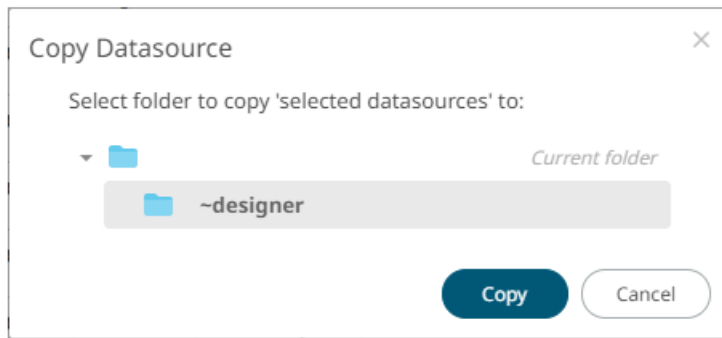 Copy Datasource
Select folder to copy 'selected datasources' to:
Current folder
~designer
Copy
Cancel